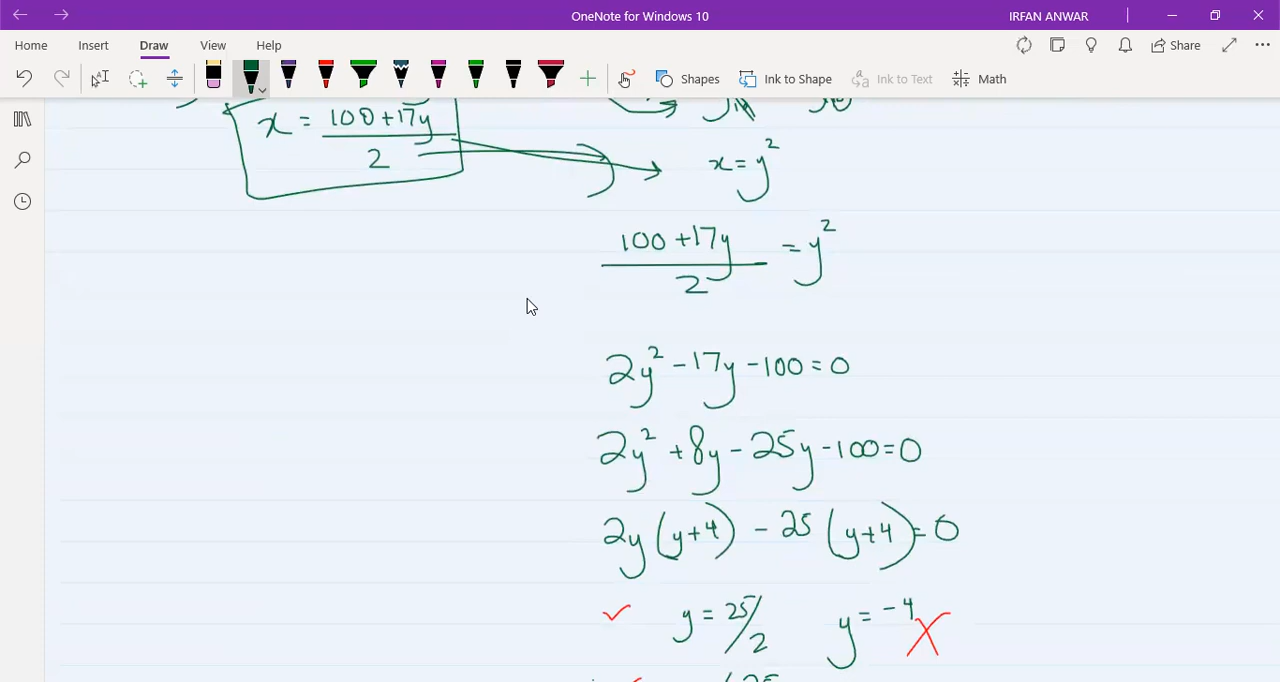 OneNote for Windows 10
IRFAN ANWAR
Home Insert Draw View Help
Share
Shapes Ink to Shape Ink to Text Math
x = (100+17y)/2
x = y²
(100+17y)/2 = y²
2y² - 17y - 100 = 0
2y² + 8y - 25y - 100 = 0
2y (y+4) - 25 (y+4) = 0
y = 25/2 y = -4